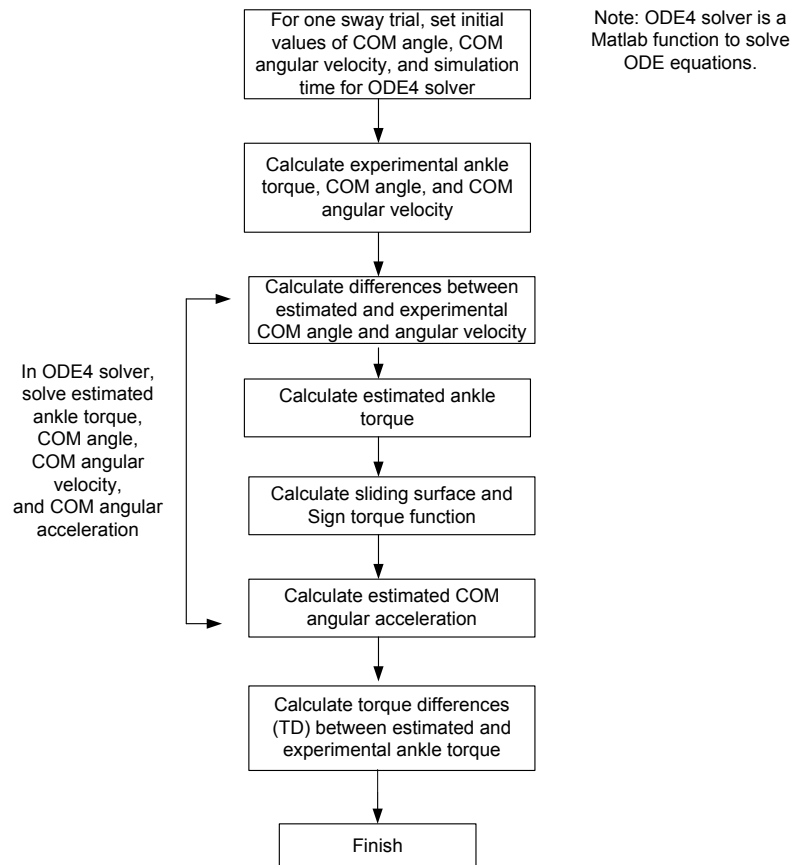 For one sway trial, set initial
values of COM angle, COM
angular velocity, and simulation
time for ODE4 solver
Note: ODE4 solver is a
Matlab function to solve
ODE equations.
Calculate experimental ankle
torque, COM angle, and COM
angular velocity
Calculate differences between
estimated and experimental
COM angle and angular velocity
In ODE4 solver,
solve estimated
ankle torque,
COM angle,
COM angular
velocity,
and COM angular
acceleration
Calculate estimated ankle
torque
Calculate sliding surface and
Sign torque function
Calculate estimated COM
angular acceleration
Calculate torque differences
(TD) between estimated and
experimental ankle torque
Finish